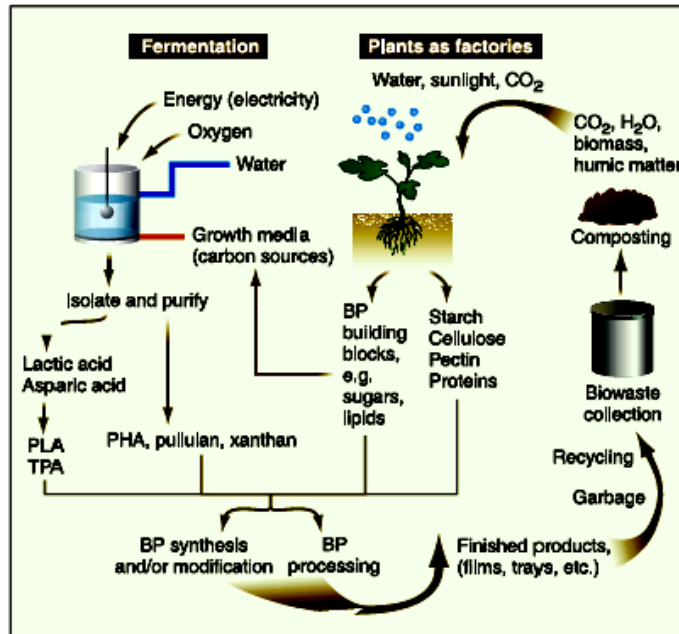 Fermentation
Plants as factories
Energy (electricity)
Oxygen
Water
Growth media
(carbon sources)
Isolate and purify
Lactic acid
Asparic acid
PLA
TPA
PHA, pullulan, xanthan
Water, sunlight, CO₂
BP
building
blocks,
e.g.
sugars,
lipids
Starch
Cellulose
Pectin
Proteins
CO₂, H₂O,
biomass,
humic matter
Composting
Biowaste
collection
Recycling
Garbage
BP synthesis
and/or modification
BP
processing
Finished products,
(films, trays, etc.)